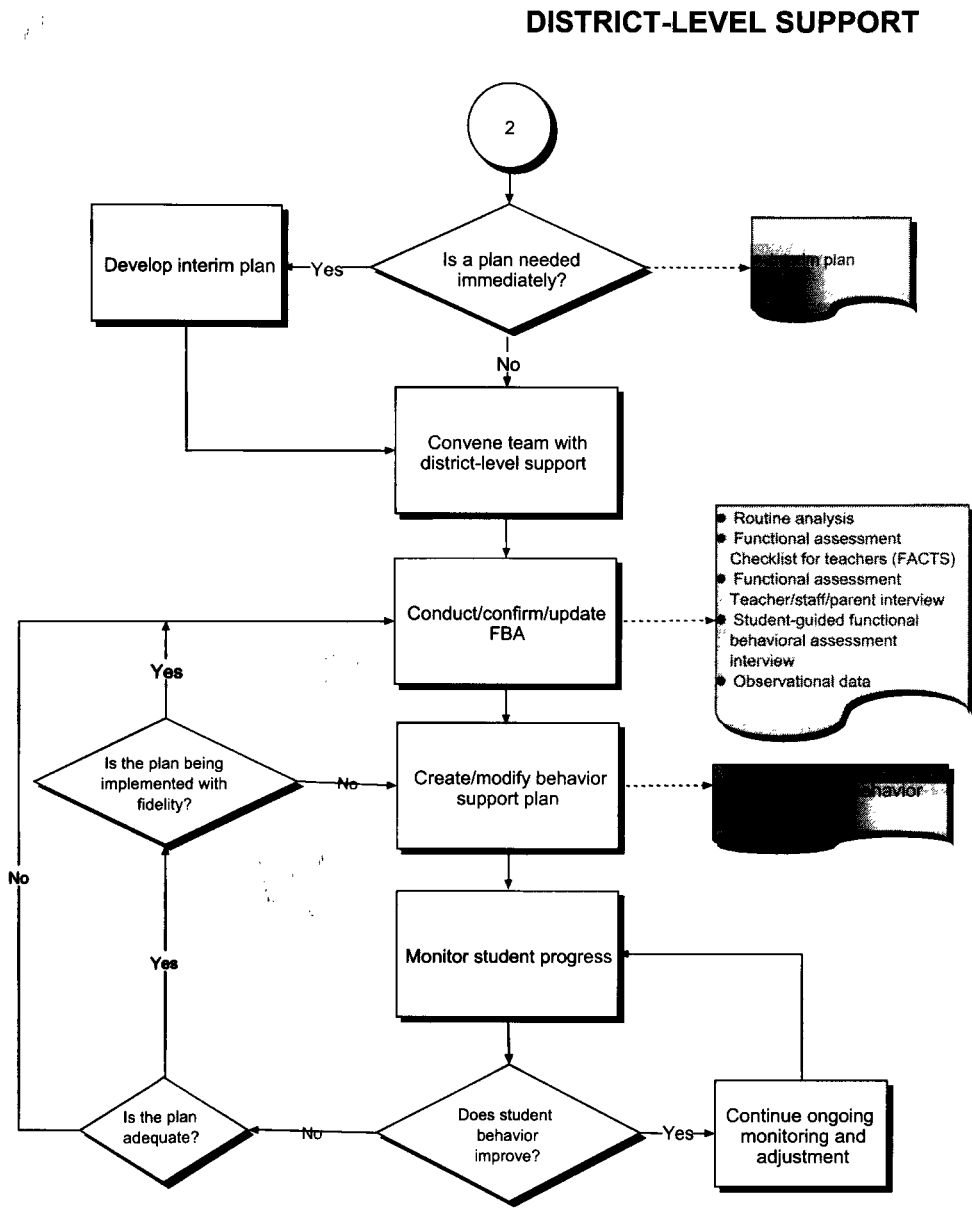 DISTRICT-LEVEL SUPPORT
2
Is a plan needed
immediately?
Yes
Develop interim plan
plan
No
Convene team with
district-level support
Conduct/confirm/update
FBA
Routine analysis
Functional assessment
Checklist for teachers (FACTS)
Functional assessment
Teacher/staff/parent interview
Student-guided functional
behavioral assessment
interview
Observational data
Yes
Is the plan being
implemented with
fidelity?
No
Create/modify behavior
support plan
No
Yes
Monitor student progress
Is the plan
adequate?
No
Does student
behavior
improve?
Yes
Continue ongoing
monitoring and
adjustment